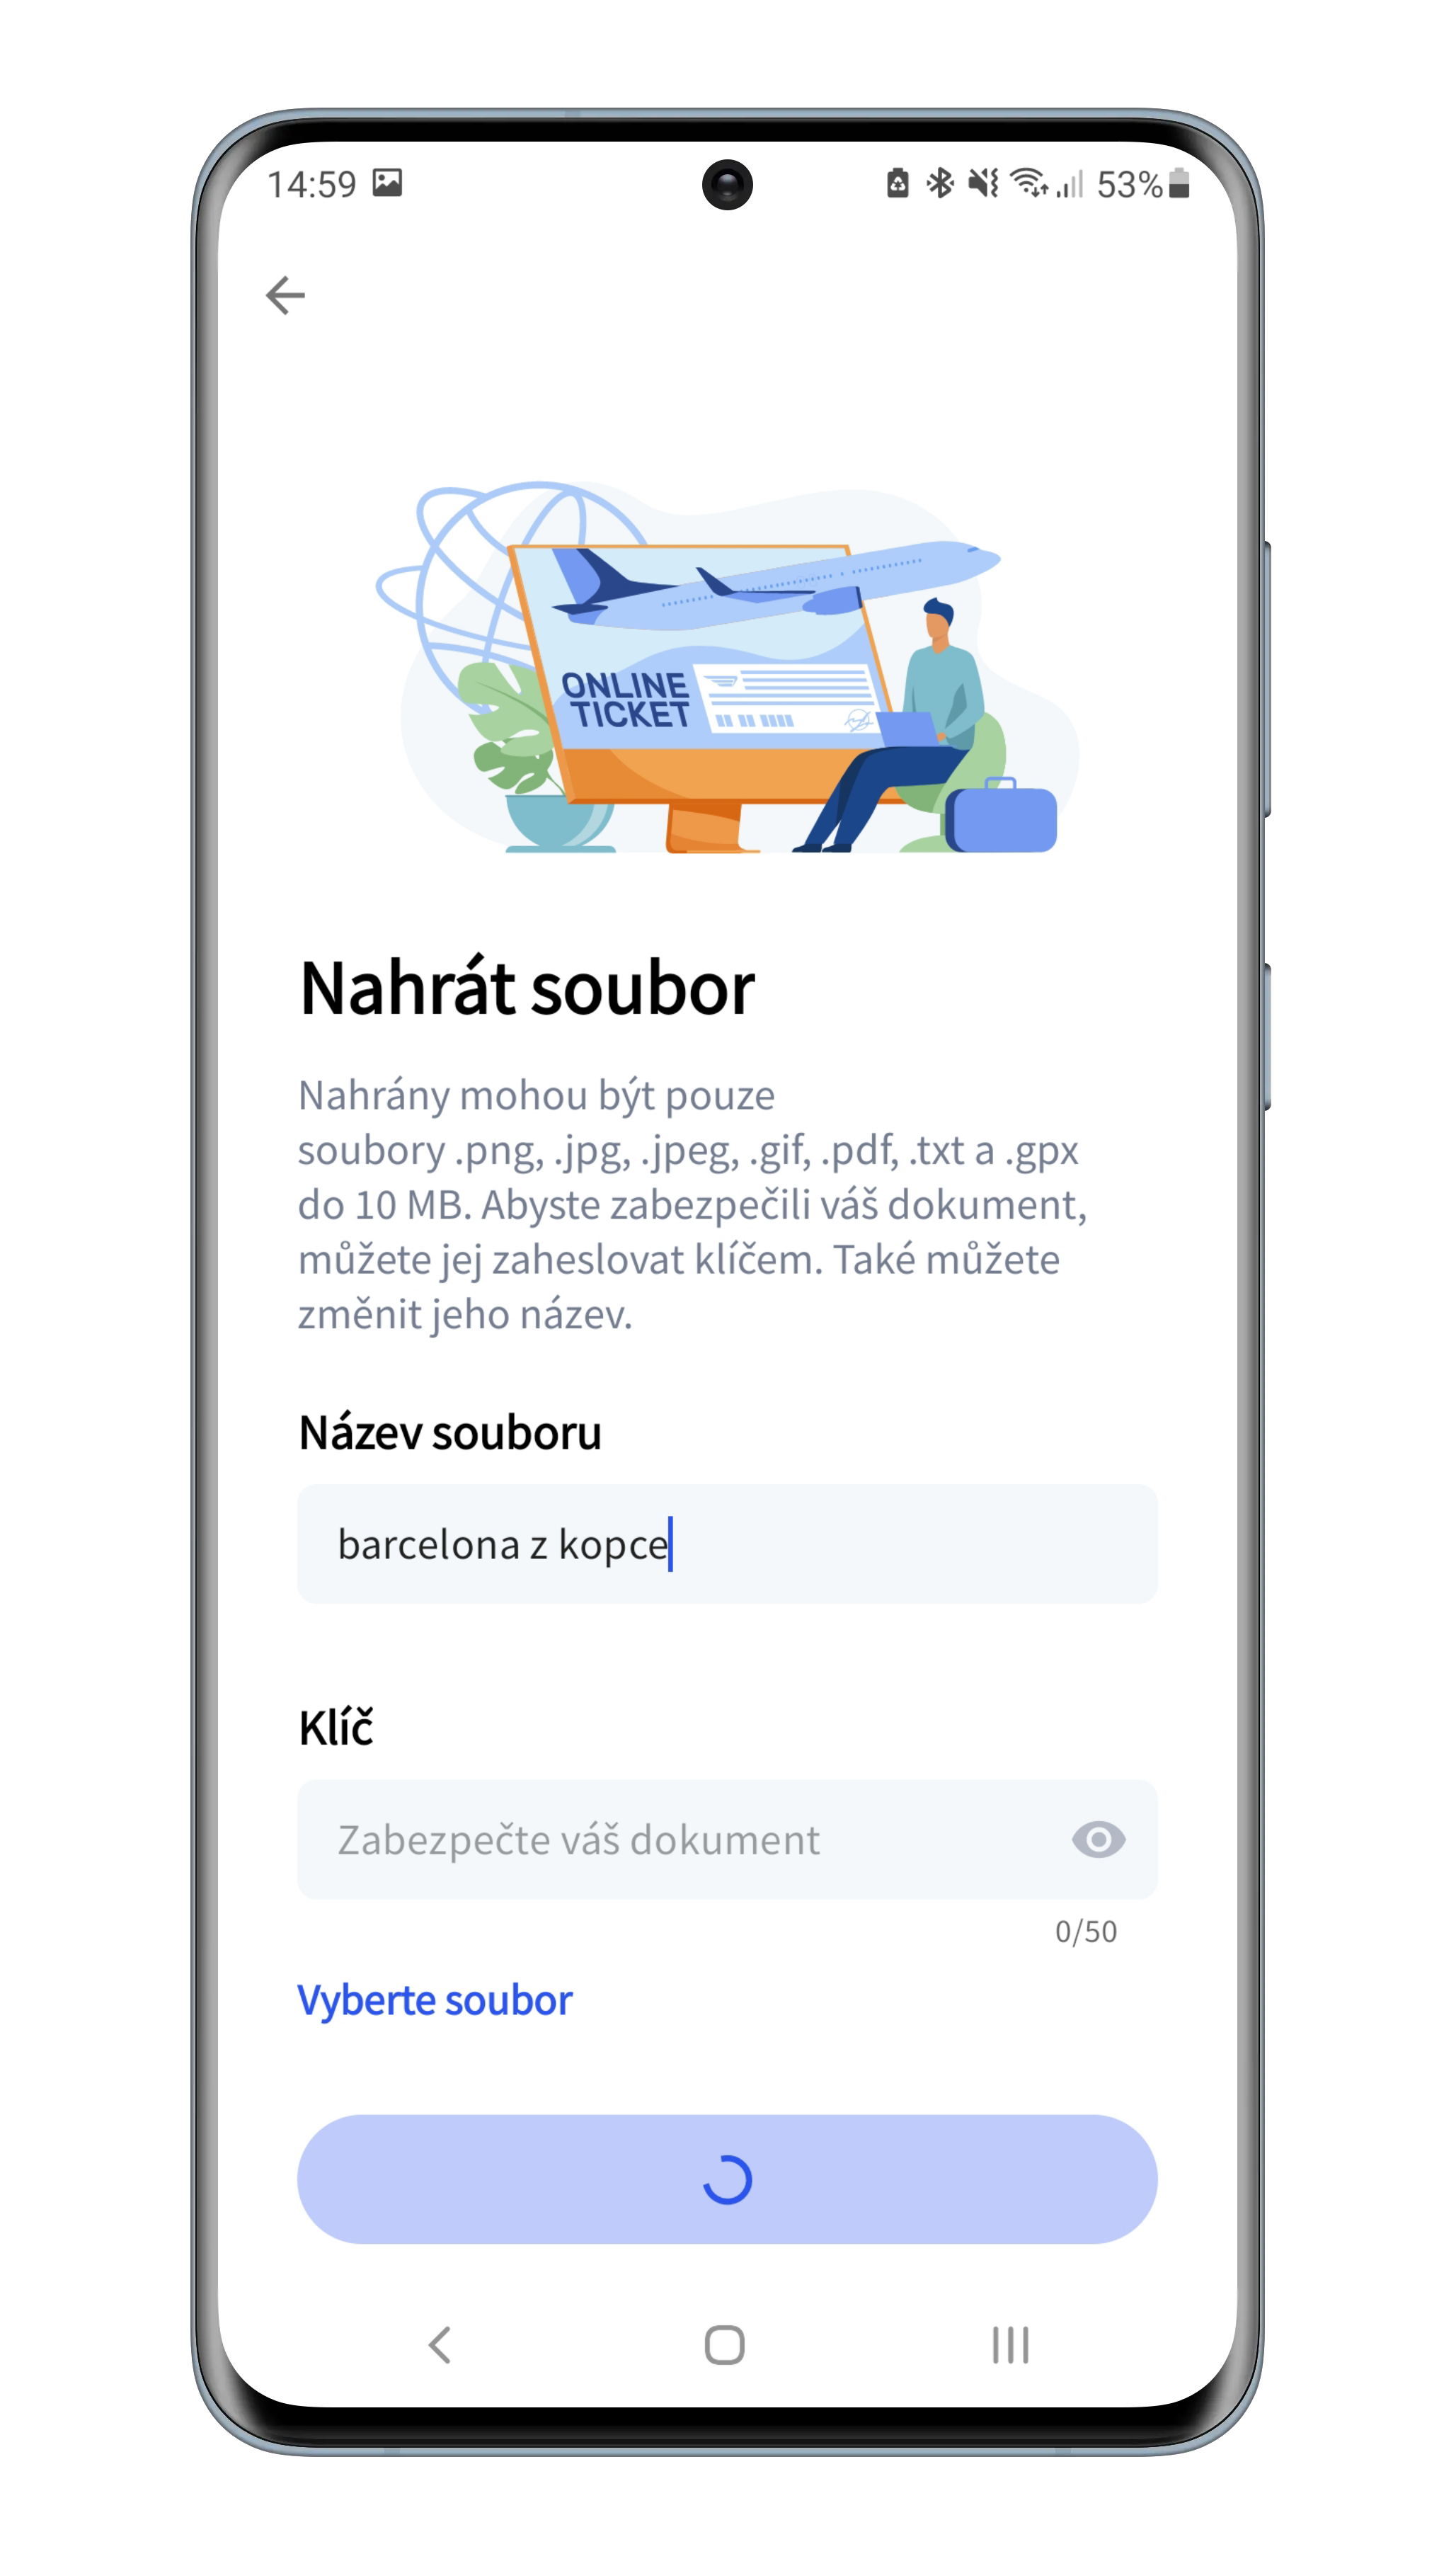 14:59
53%
ONLINE
TICKET
Nahrát soubor
Nahrány mohou být pouze
soubory .png, .jpg, .jpeg, .gif, .pdf, .txt a .gpx
do 10 MB. Abyste zabezpečili váš dokument,
můžete jej zaheslovat klíčem. Také můžete
změnit jeho název.
Název souboru
barcelona z kopce
Klíč
Zabezpečte váš dokument
0/50
Vyberte soubor